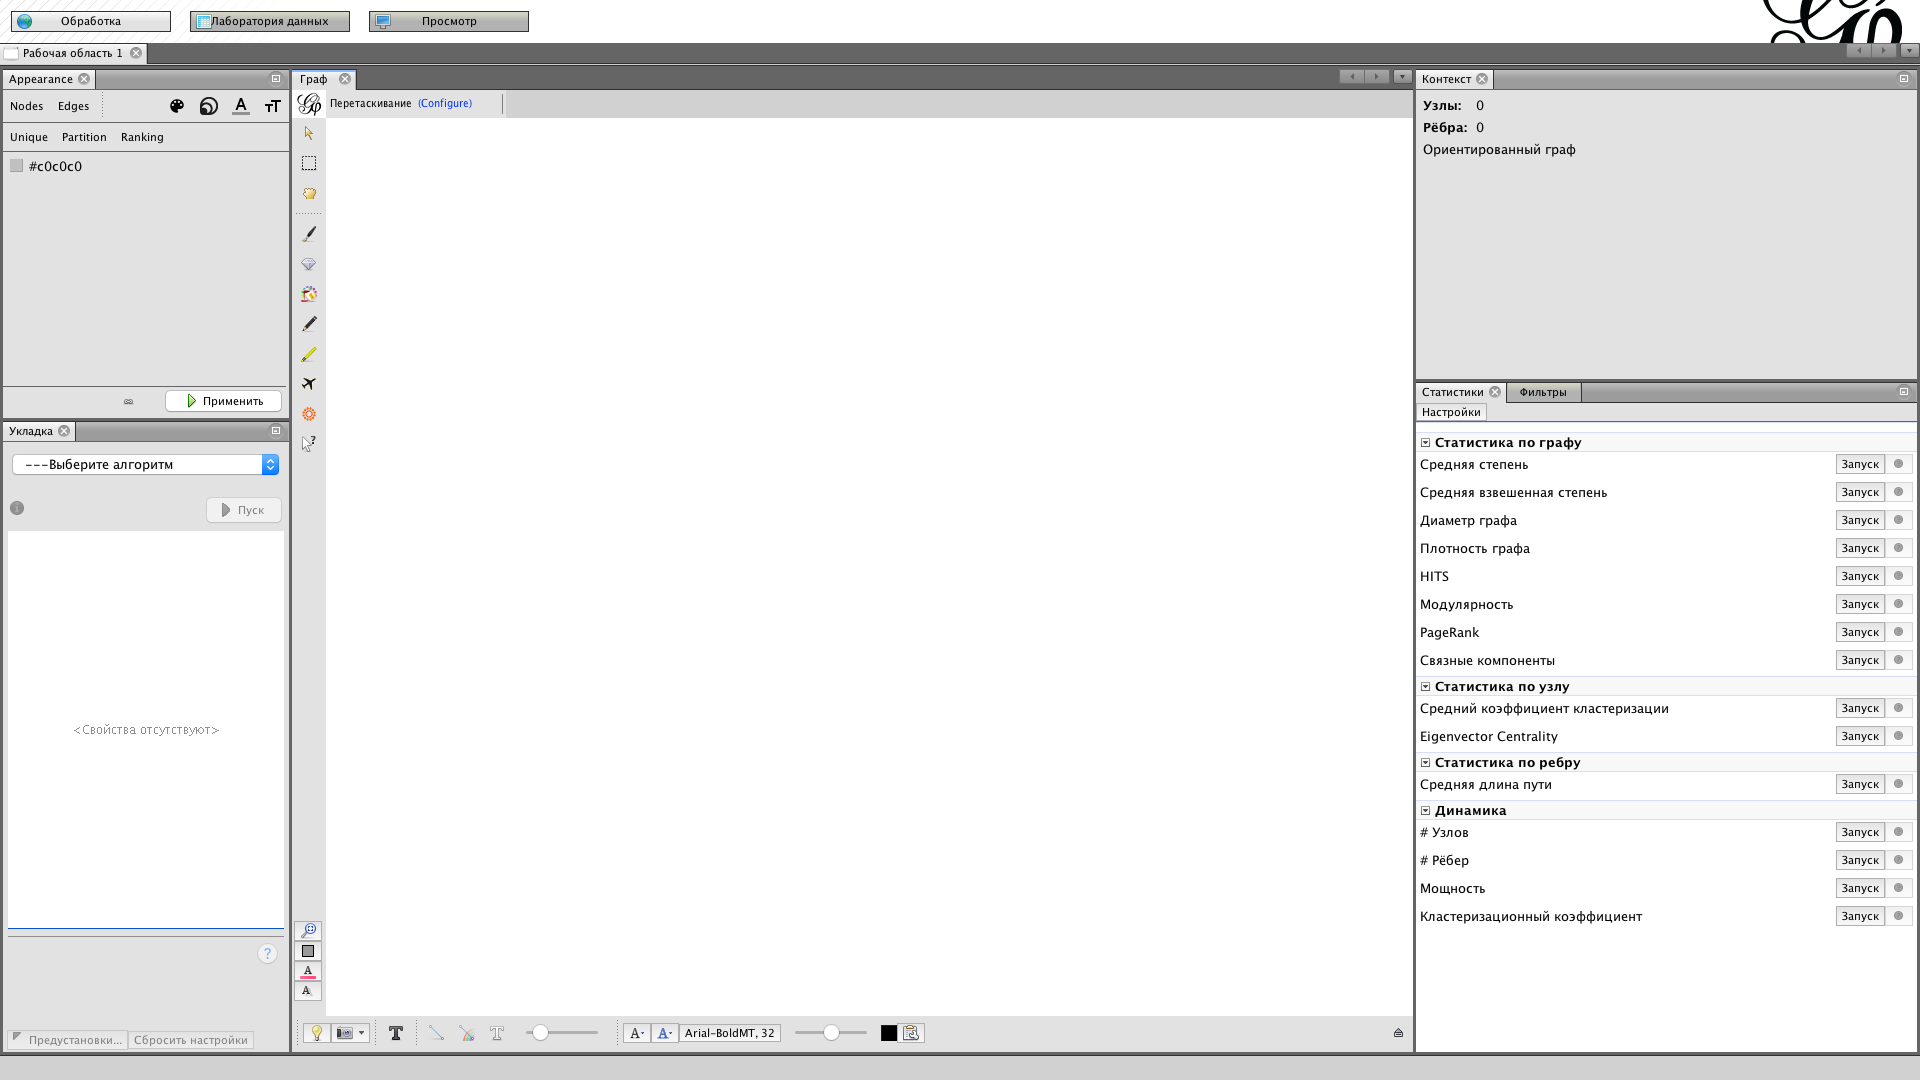 Обработка
Лаборатория данных
Просмотр
Рабочая область 1
Appearance
Nodes Edges
Unique Partition Ranking
#c0c0c0
Применить
Укладка
---Выберите алгоритм
Пуск
<Свойства отсутствуют>
Предустановки...
Сбросить настройки
Граф
Перетаскивание (Configure)
Arial-BoldMT, 32
Контекст
Узлы: 0
Рёбра: 0
Ориентированный граф
Статистики
Фильтры
Настройки
Статистика по графу
Средняя степень Запуск
Средняя взвешенная степень Запуск
Диаметр графа Запуск
Плотность графа Запуск
HITS Запуск
Модулярность Запуск
PageRank Запуск
Связные компоненты Запуск
Статистика по узлу
Средний коэффициент кластеризации Запуск
Eigenvector Centrality Запуск
Статистика по ребру
Средняя длина пути Запуск
Динамика
# Узлов Запуск
# Рёбер Запуск
Мощность Запуск
Кластеризационный коэффициент Запуск